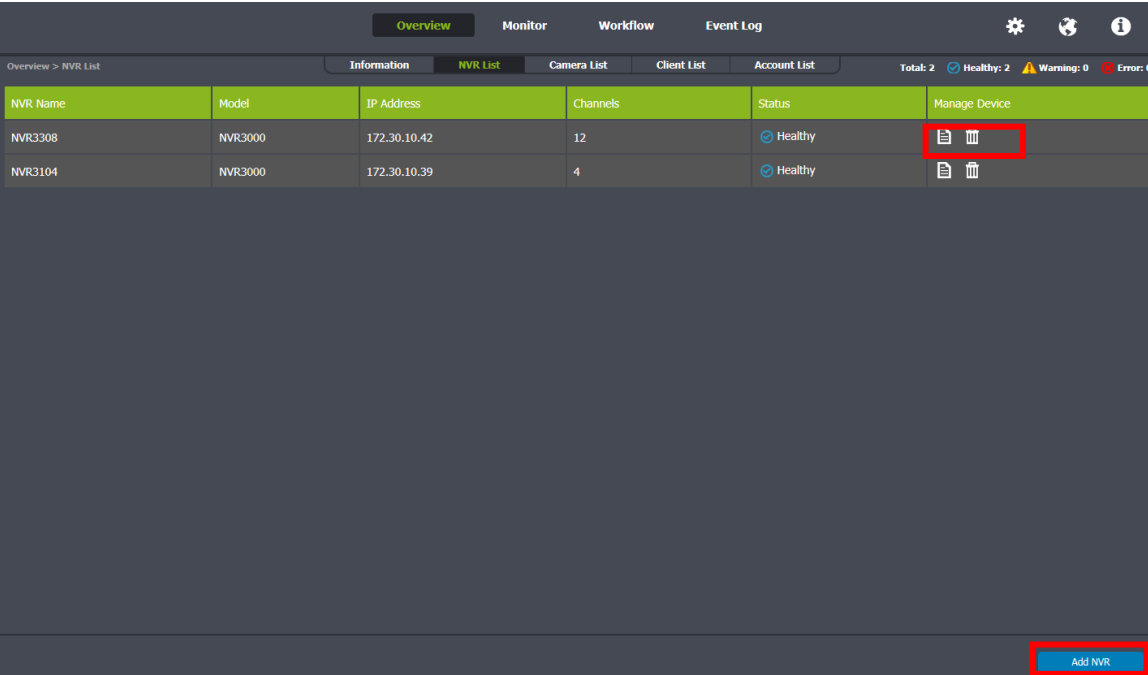 Overview Monitor Workflow Event Log
Overview > NVR List Information NVR List Camera List Client List Account List Total: 2 Healthy: 2 Warning: 0 Error: 0
NVR Name Model IP Address Channels Status Manage Device
NVR3308 NVR3000 172.30.10.42 12 Healthy
NVR3104 NVR3000 172.30.10.39 4 Healthy
Add NVR